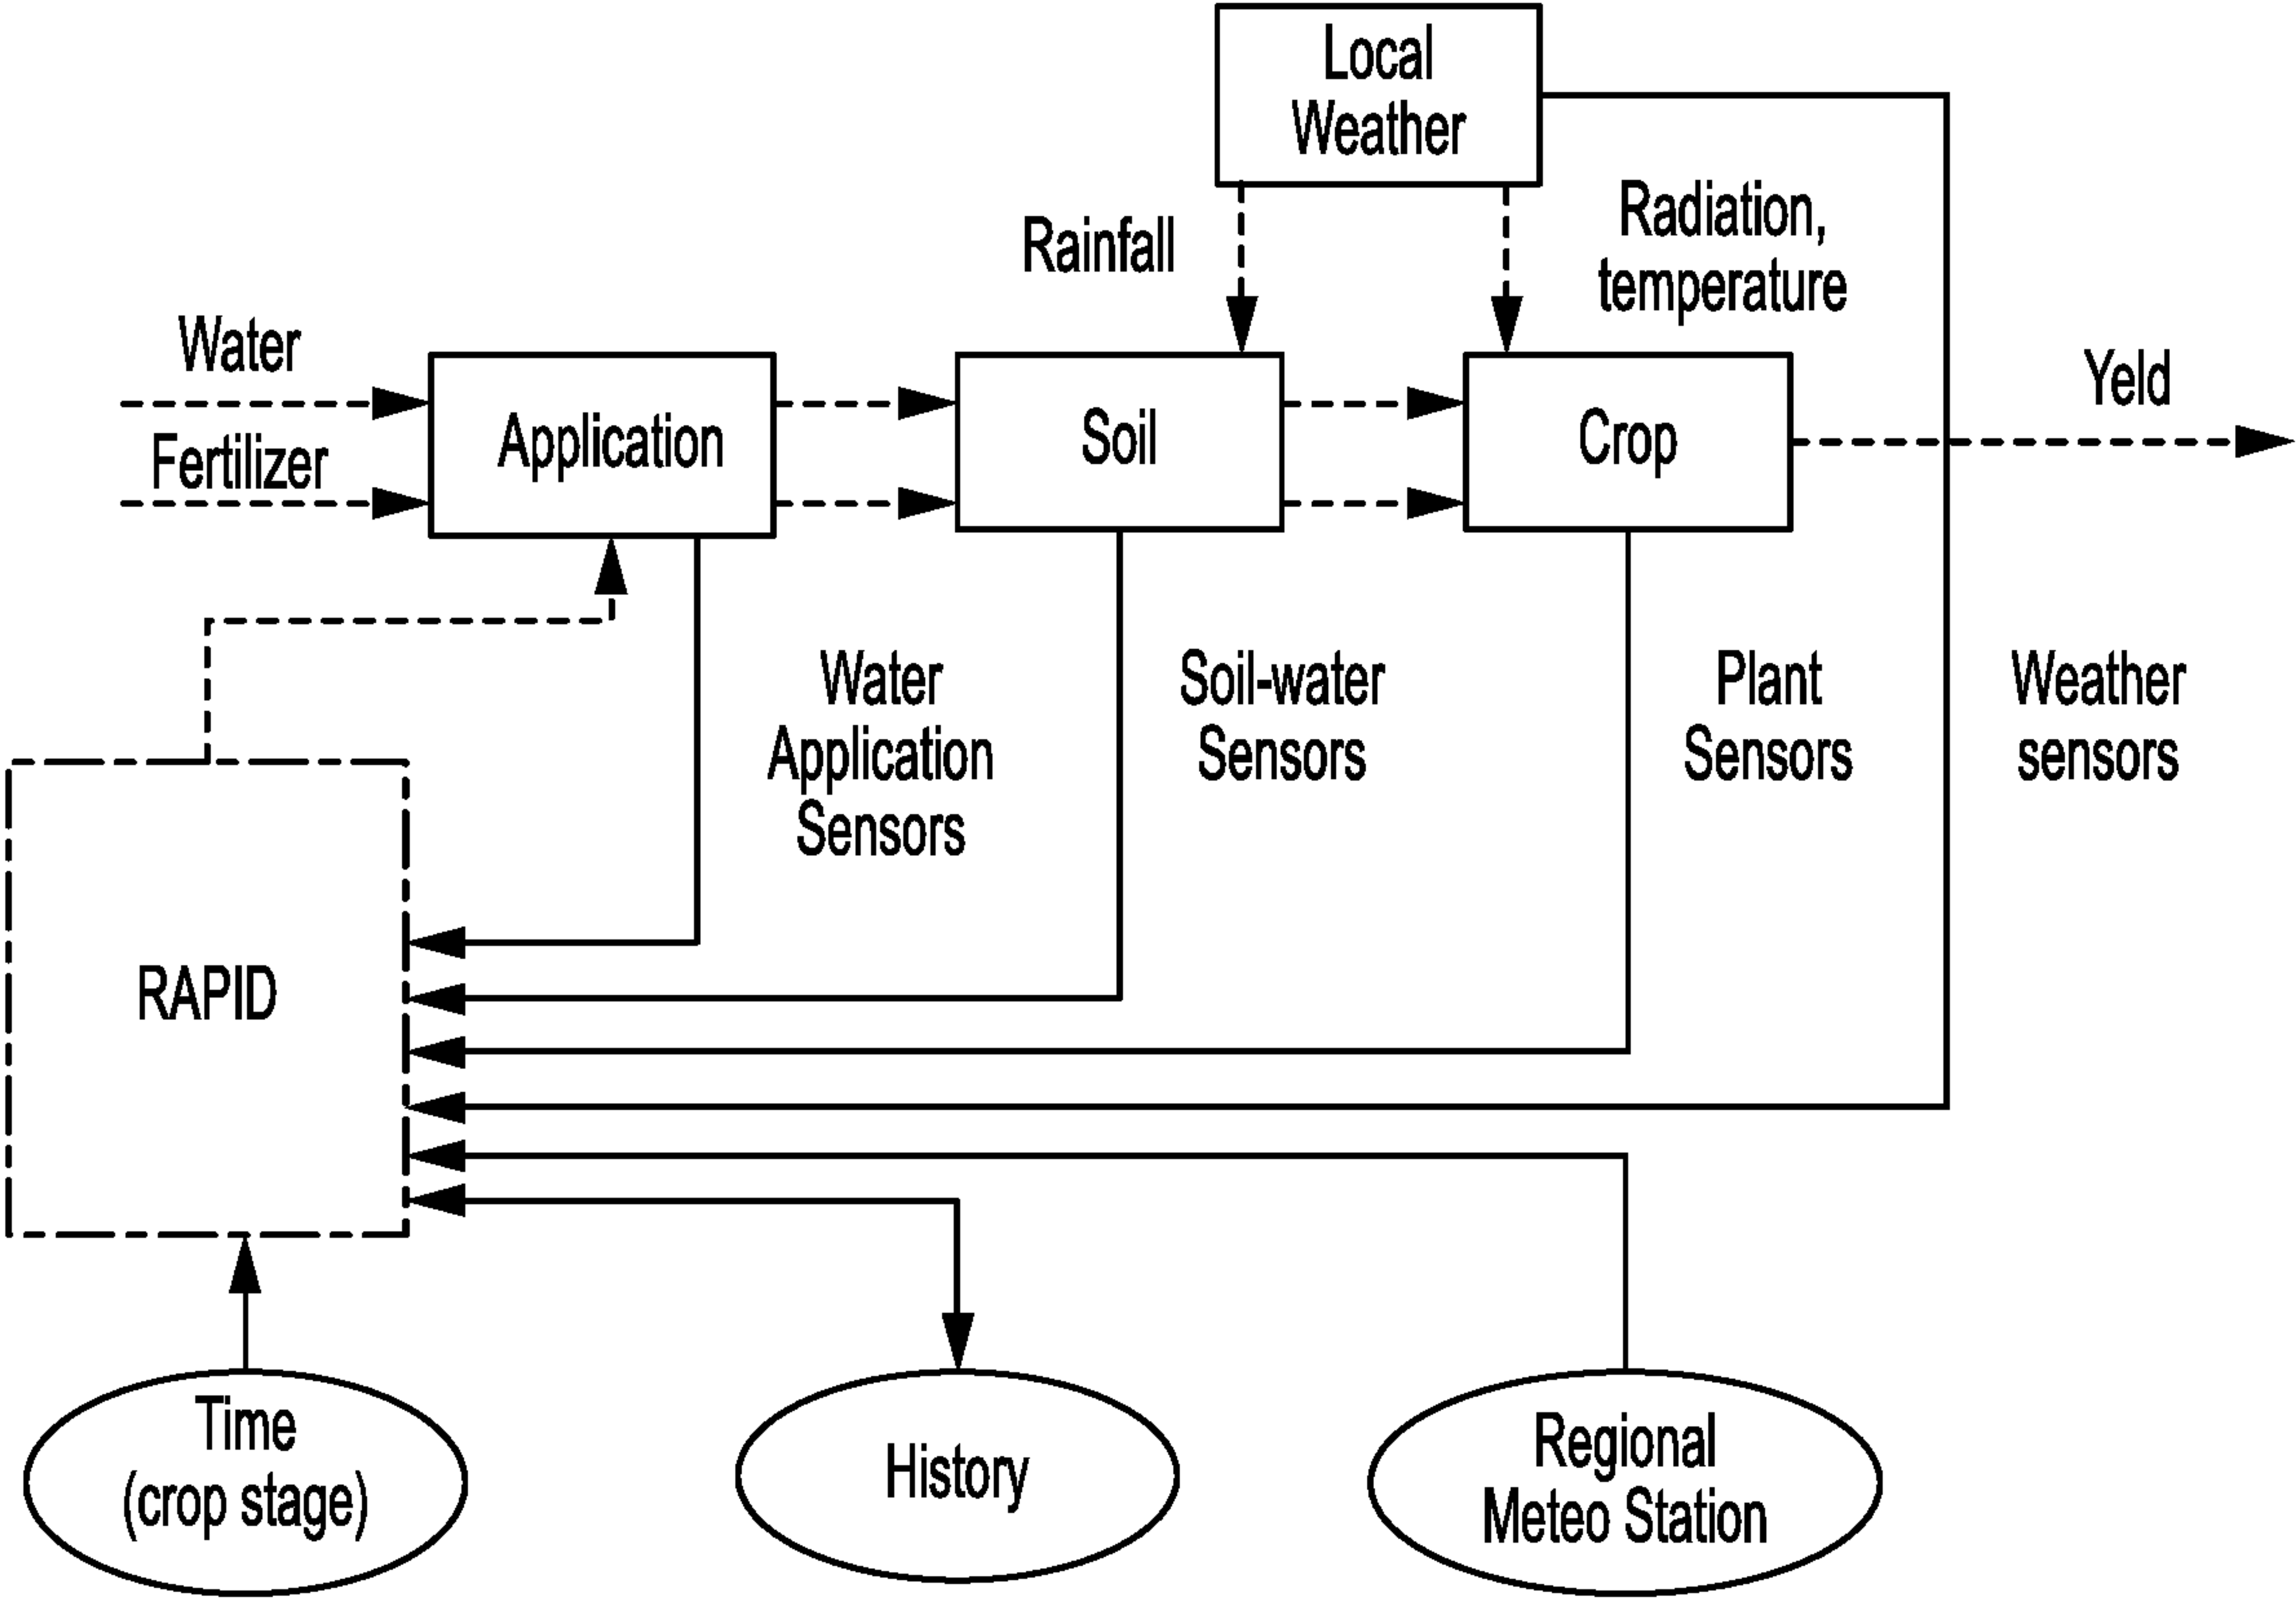 Local
Weather
Rainfall
Radiation,
temperature
Water
Fertilizer
Application
Soil
Crop
Yeld
Water
Application
Sensors
Soil-water
Sensors
Plant
Sensors
Weather
sensors
RAPID
Time
(crop stage)
History
Regional
Meteo Station